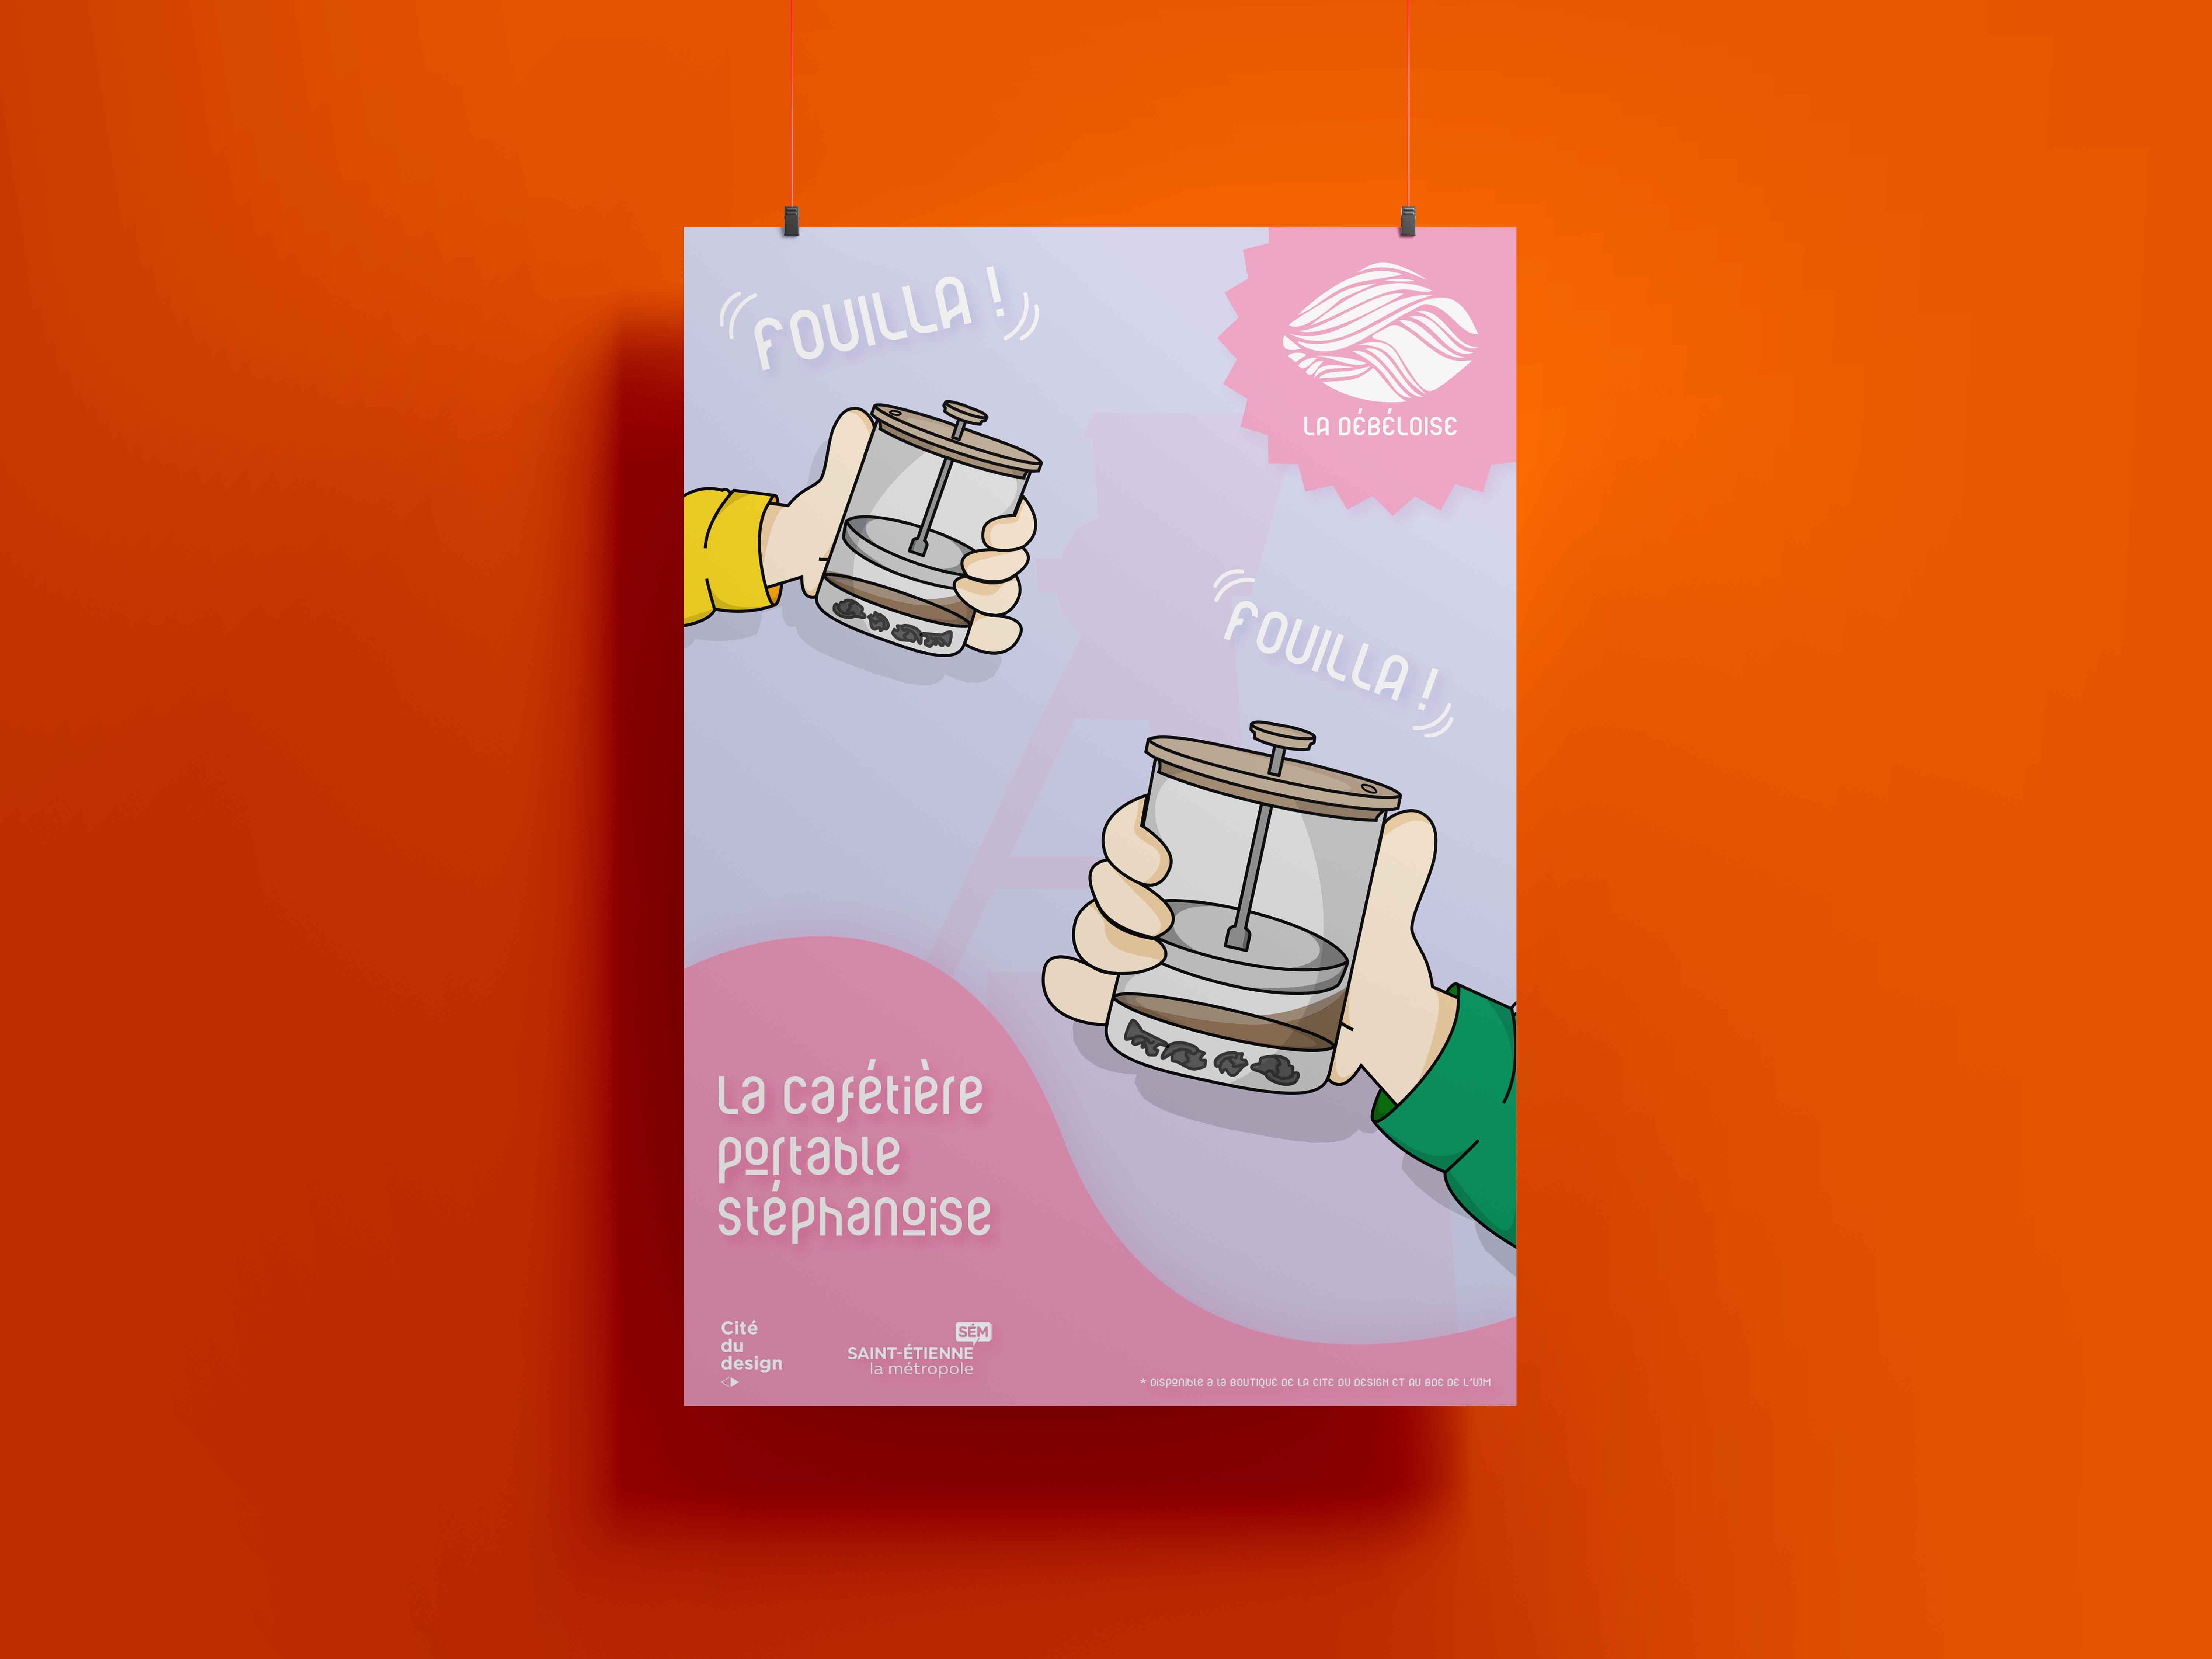 FOUILLA !
LA DÉBÉLOISE
FOUILLA !
La cafétière
portable
stéphanoise
Cité
du
design
SÉM
SAINT-ÉTIENNE
la métropole
* Disponible a la BOUTIQUE DE LA CITE DU DESIGN ET AU BDE DE L'UJM